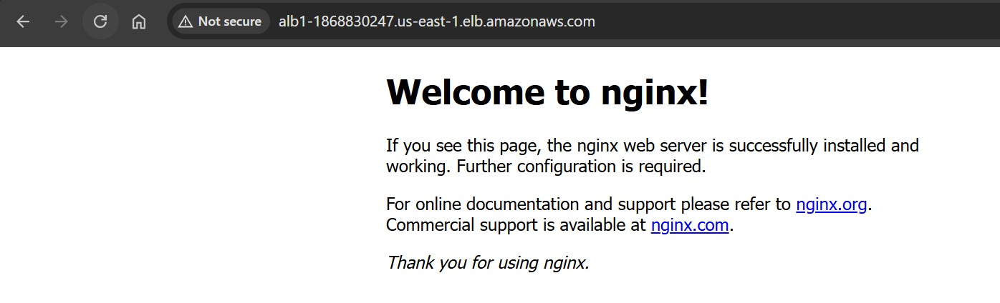 Not secure alb1-1868830247.us-east-1.elb.amazonaws.com
Welcome to nginx!
If you see this page, the nginx web server is successfully installed and
working. Further configuration is required.
For online documentation and support please refer to nginx.org.
Commercial support is available at nginx.com.
Thank you for using nginx.